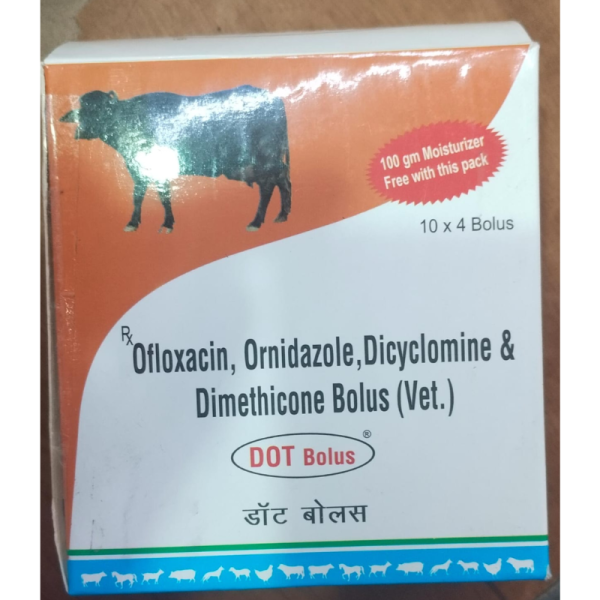 100 gm Moisturizer
Free with this pack
10 x 4 Bolus
Rx Ofloxacin, Ornidazole,Dicyclomine &
Dimethicone Bolus (Vet.)
DOT Bolus®
डॉट बोलस